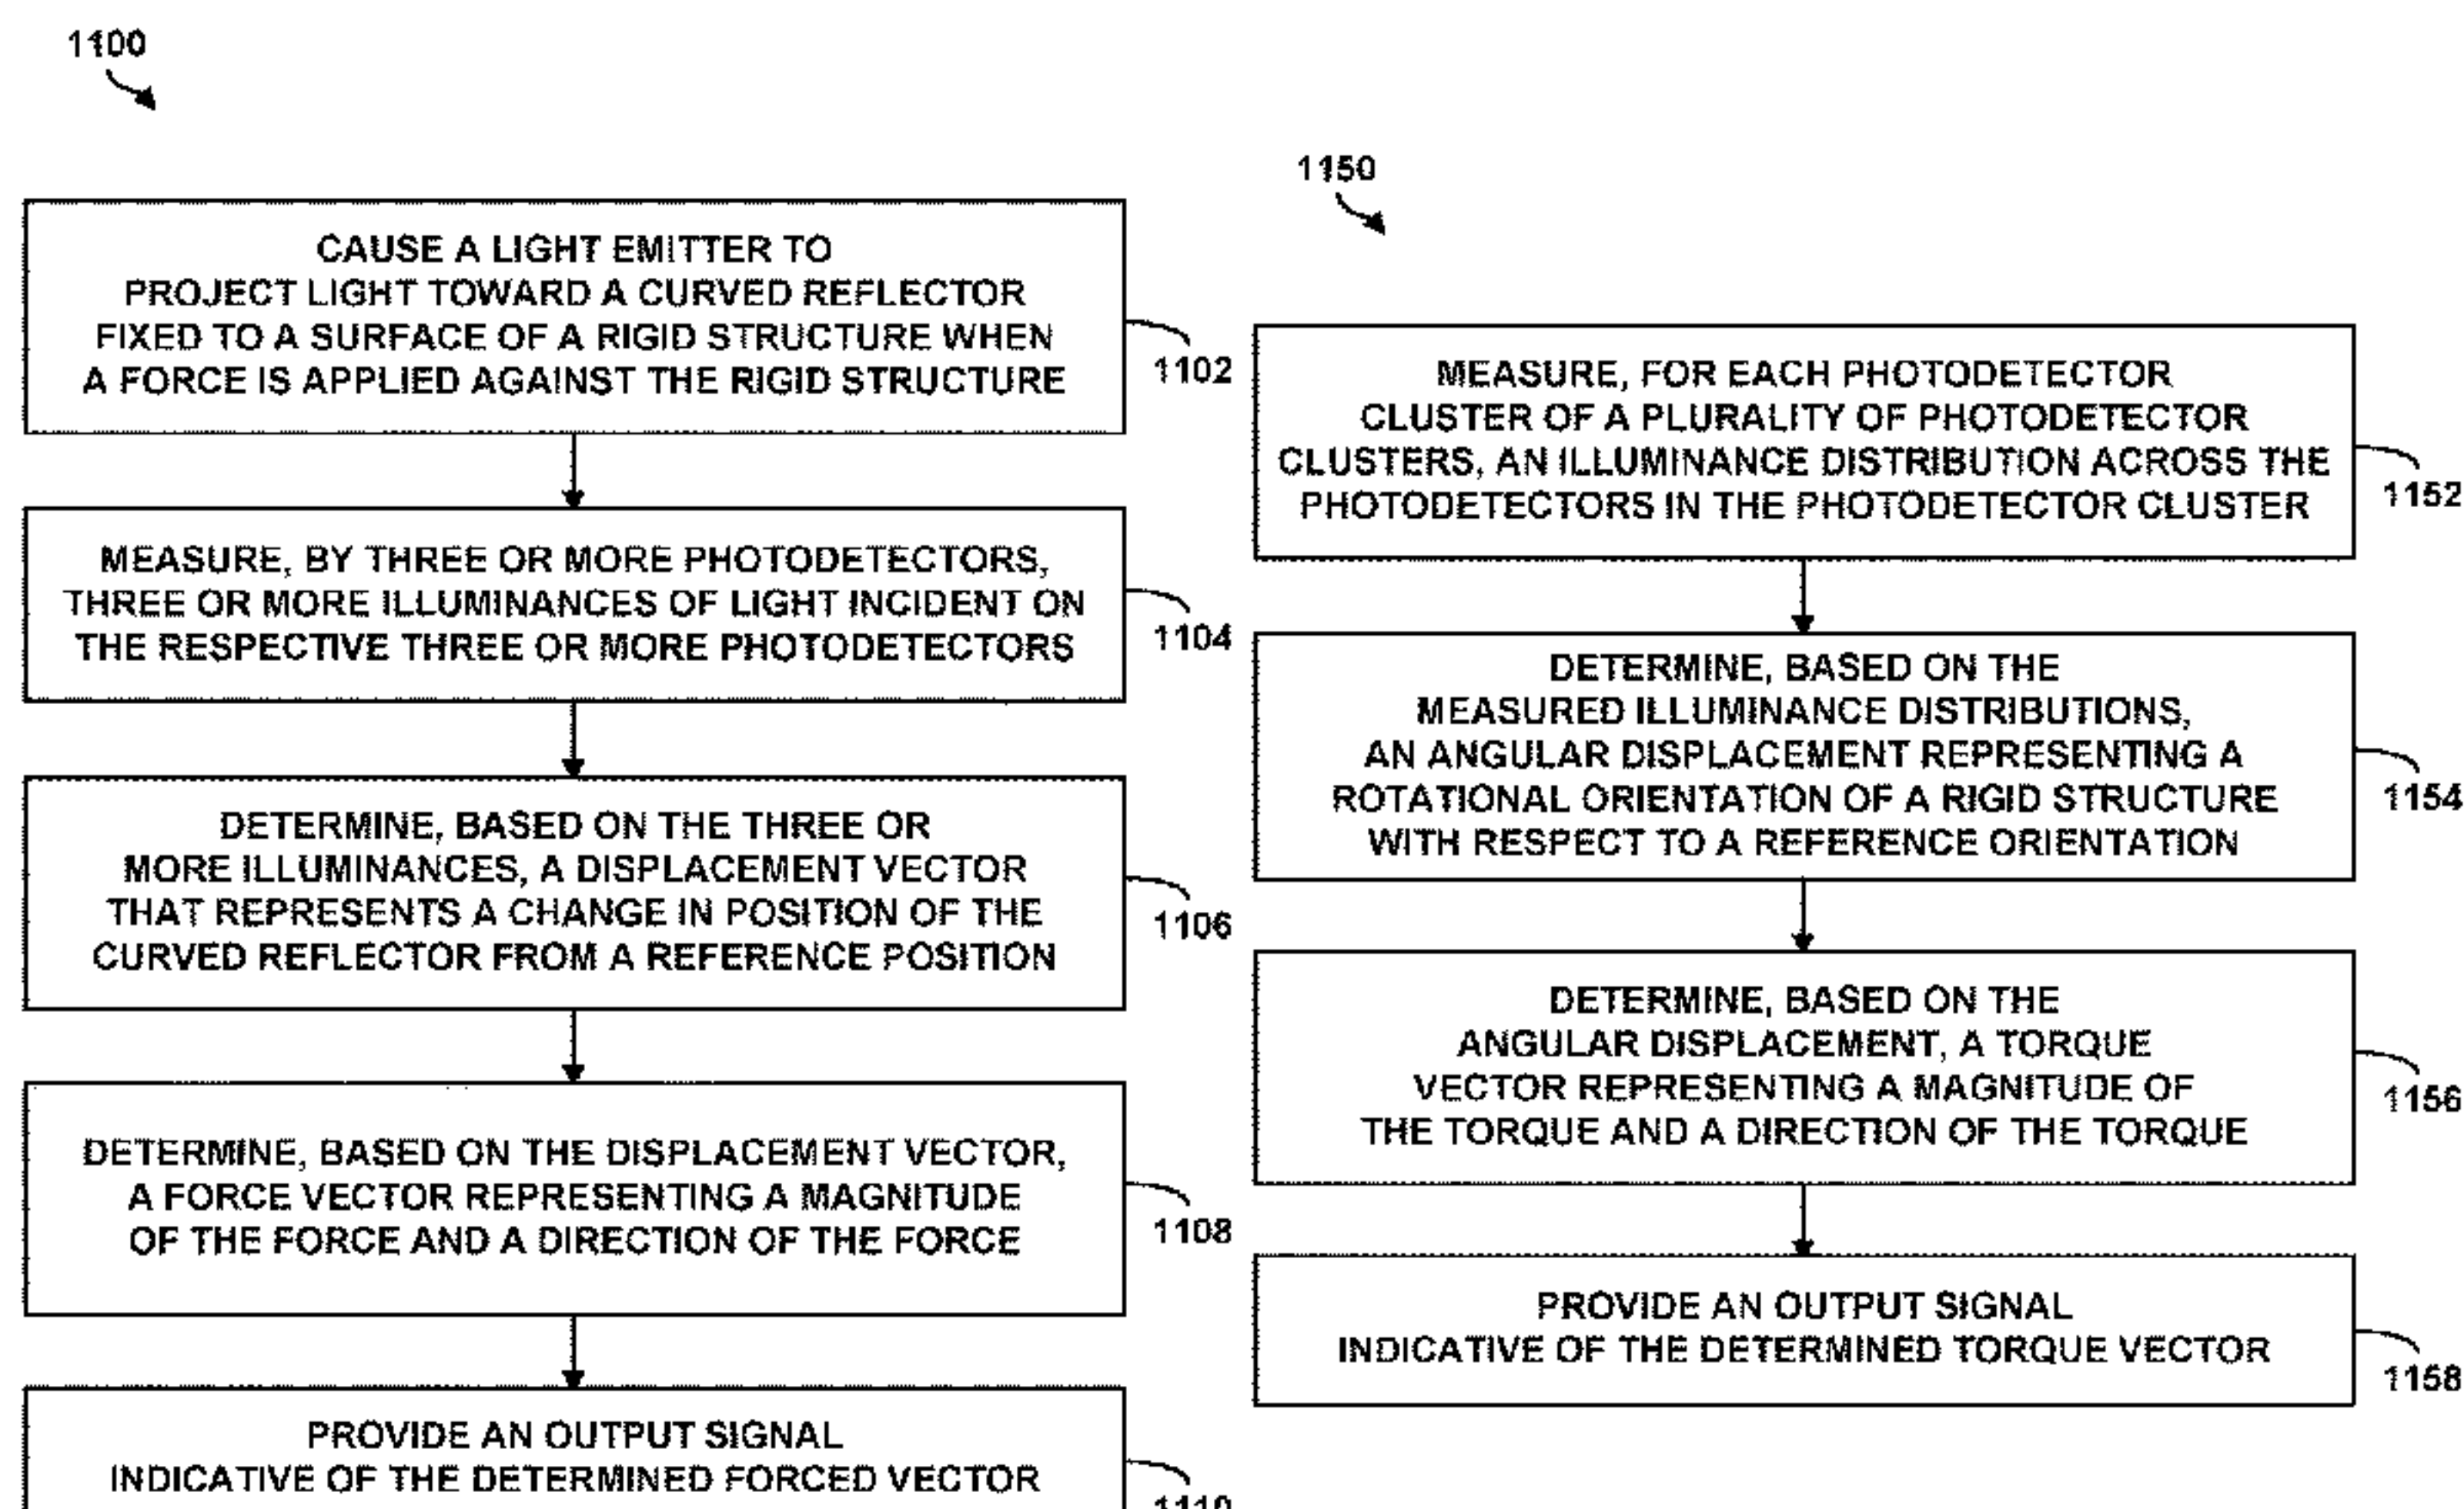 1100
CAUSE A LIGHT EMITTER TO
PROJECT LIGHT TOWARD A CURVED REFLECTOR
FIXED TO A SURFACE OF A RIGID STRUCTURE WHEN
A FORCE IS APPLIED AGAINST THE RIGID STRUCTURE
1102
MEASURE, BY THREE OR MORE PHOTODETECTORS,
THREE OR MORE ILLUMINANCES OF LIGHT INCIDENT ON
THE RESPECTIVE THREE OR MORE PHOTODETECTORS
1104
DETERMINE, BASED ON THE THREE OR
MORE ILLUMINANCES, A DISPLACEMENT VECTOR
THAT REPRESENTS A CHANGE IN POSITION OF THE
CURVED REFLECTOR FROM A REFERENCE POSITION
1106
DETERMINE, BASED ON THE DISPLACEMENT VECTOR,
A FORCE VECTOR REPRESENTING A MAGNITUDE
OF THE FORCE AND A DIRECTION OF THE FORCE
1108
PROVIDE AN OUTPUT SIGNAL
INDICATIVE OF THE DETERMINED FORCED VECTOR
1110
1150
MEASURE, FOR EACH PHOTODETECTOR
CLUSTER OF A PLURALITY OF PHOTODETECTOR
CLUSTERS, AN ILLUMINANCE DISTRIBUTION ACROSS THE
PHOTODETECTORS IN THE PHOTODETECTOR CLUSTER
1152
DETERMINE, BASED ON THE
MEASURED ILLUMINANCE DISTRIBUTIONS,
AN ANGULAR DISPLACEMENT REPRESENTING A
ROTATIONAL ORIENTATION OF A RIGID STRUCTURE
WITH RESPECT TO A REFERENCE ORIENTATION
1154
DETERMINE, BASED ON THE
ANGULAR DISPLACEMENT, A TORQUE
VECTOR REPRESENTING A MAGNITUDE OF
THE TORQUE AND A DIRECTION OF THE TORQUE
1156
PROVIDE AN OUTPUT SIGNAL
INDICATIVE OF THE DETERMINED TORQUE VECTOR
1158